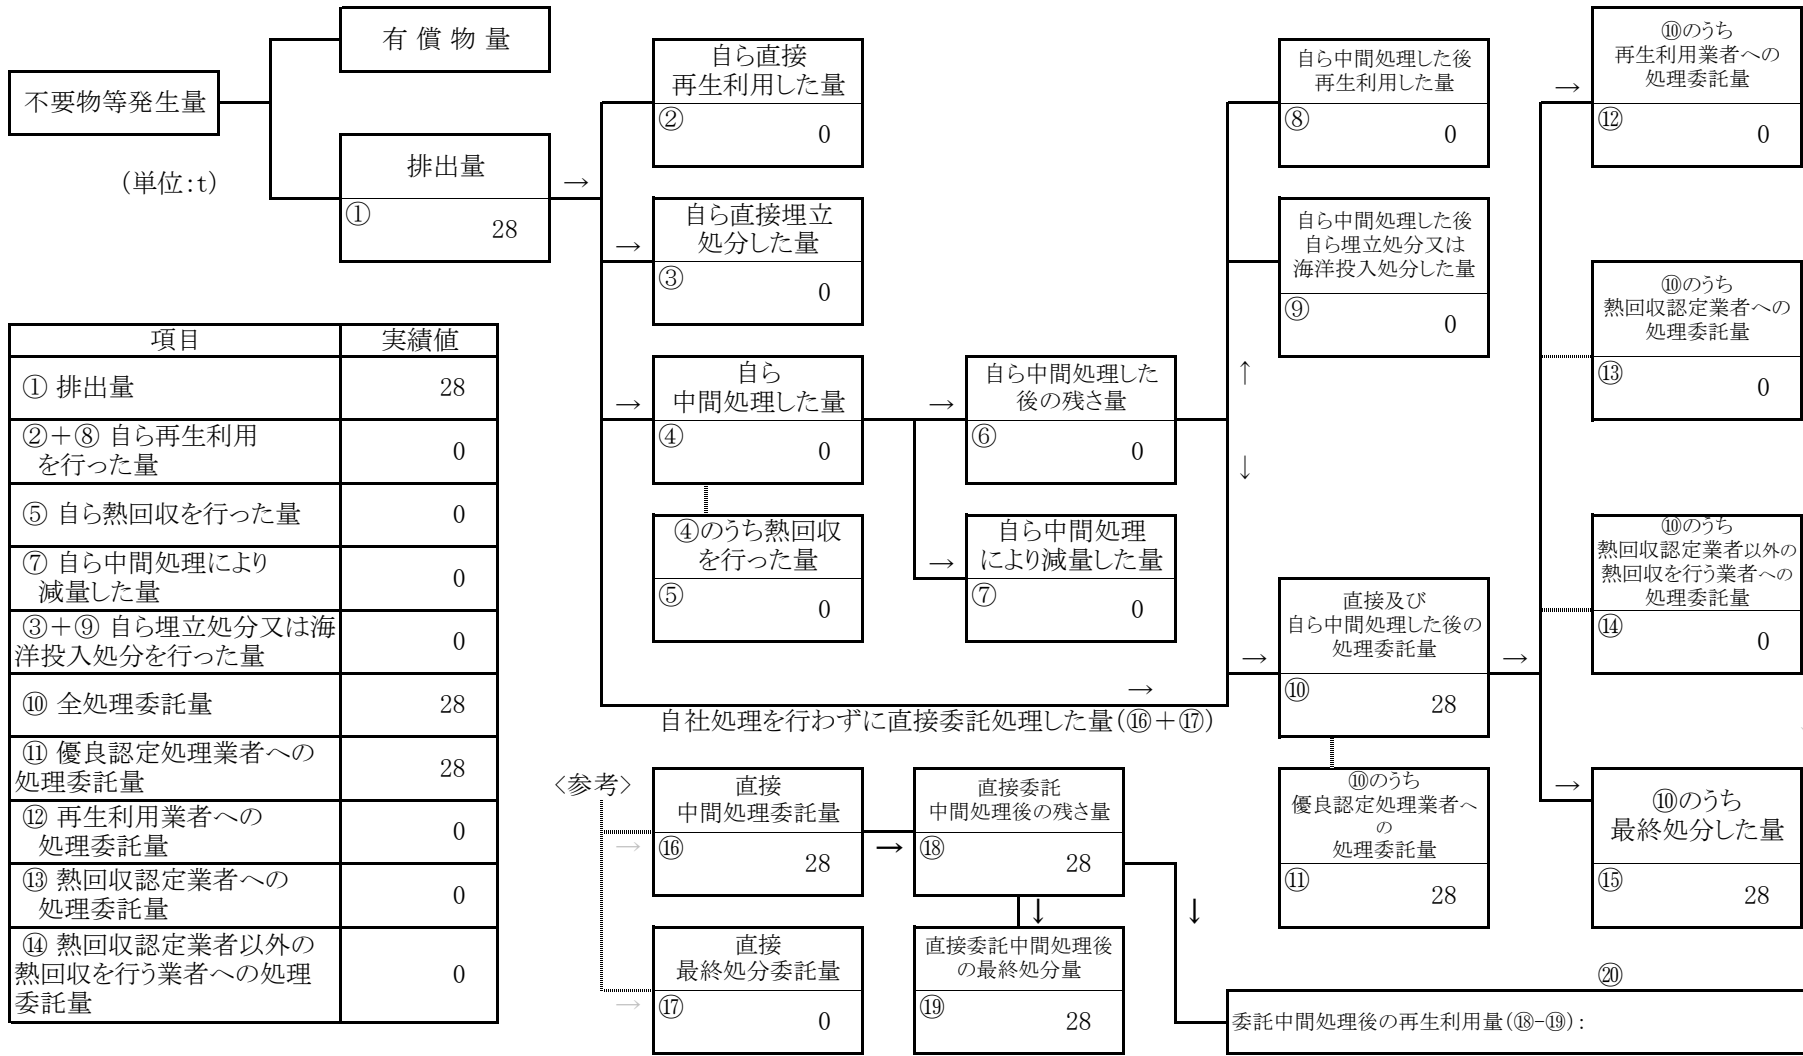 不要物等発生量
(単位:t)
有 償 物 量
排出量
①
28
→
自ら直接
再生利用した量
②
0
→
自ら直接埋立
処分した量
③
0
→
自ら
中間処理した量
④
0
④のうち熱回収
を行った量
⑤
0
→
自ら中間処理した
後の残さ量
⑥
0
→
自ら中間処理
により減量した量
⑦
0
自ら中間処理した後
再生利用した量
⑧
0
自ら中間処理した後
自ら埋立処分又は
海洋投入処分した量
⑨
0
↑
↓
→
直接及び
自ら中間処理した後の
処理委託量
⑩
28
→
⑩のうち
優良認定処理業者へ
の
処理委託量
⑪
28
→
⑩のうち
再生利用業者への
処理委託量
⑫
0
⑩のうち
熱回収認定業者への
処理委託量
⑬
0
⑩のうち
熱回収認定業者以外の
熱回収を行う業者への
処理委託量
⑭
0
→
⑩のうち
最終処分した量
⑮
28
→
自社処理を行わずに直接委託処理した量(⑯+⑰)
項目 実績値
① 排出量 28
②+⑧ 自ら再生利用
を行った量 0
⑤ 自ら熱回収を行った量 0
⑦ 自ら中間処理により
減量した量 0
③+⑨ 自ら埋立処分又は海
洋投入処分を行った量 0
⑩ 全処理委託量 28
⑪ 優良認定処理業者への
処理委託量 28
⑫ 再生利用業者への
処理委託量 0
⑬ 熱回収認定業者への
処理委託量 0
⑭ 熱回収認定業者以外の
熱回収を行う業者への処理
委託量 0
〈参考〉
→
直接
中間処理委託量
⑯
28
→
直接委託
中間処理後の残さ量
⑱
28
↓
↓
→
直接
最終処分委託量
⑰
0
直接委託中間処理後
の最終処分量
⑲
28
⑳
委託中間処理後の再生利用量(⑱-⑲):